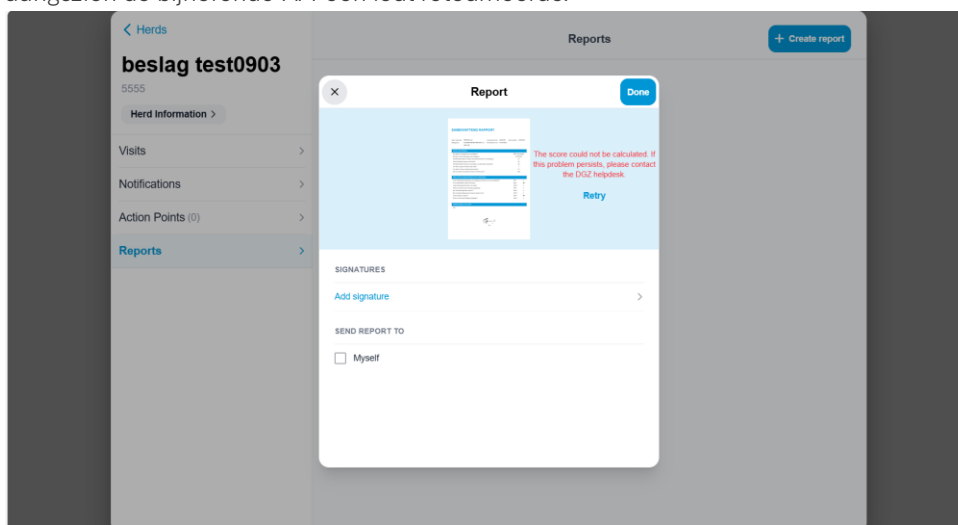 aangezien de bijhorende API een fout retourneerde.
Herds
Reports
+ Create report
beslag test0903
5555
Herd Information >
Visits
Notifications
Action Points (0)
Reports
× Report Done
The score could not be calculated. If
this problem persists, please contact
the DGZ helpdesk.
Retry
SIGNATURES
Add signature
SEND REPORT TO
Myself